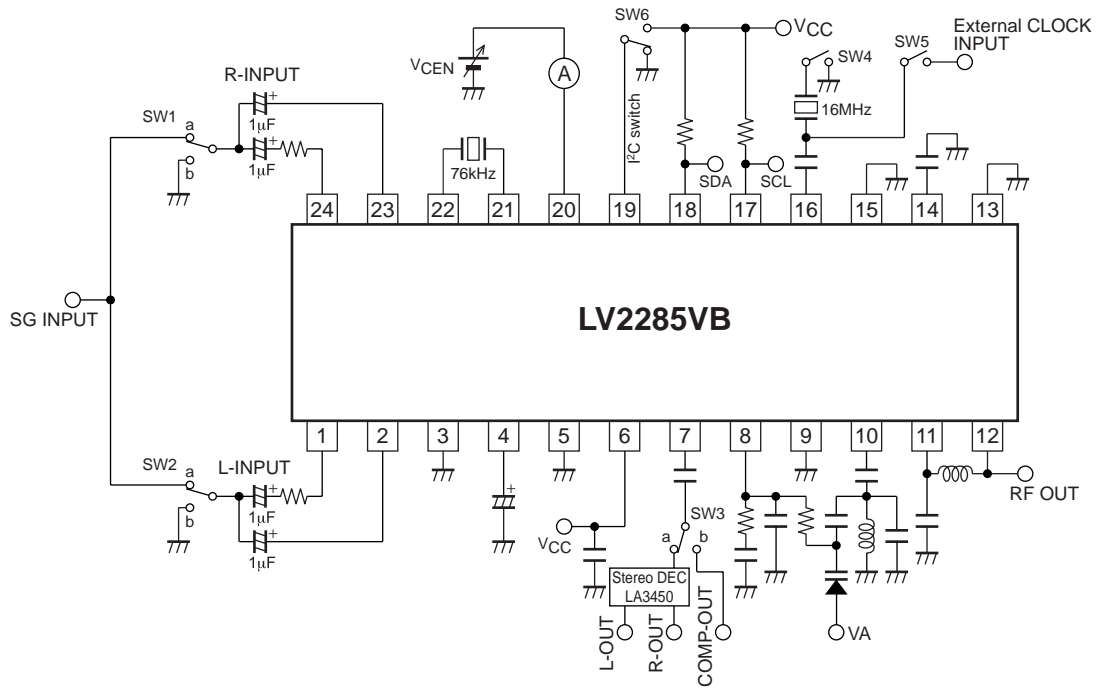 SW6
VCC
External CLOCK
INPUT
SW5
SW4
VCEN
A
R-INPUT
SW1
a
b
+
1μF
+
1μF
76kHz
I²C switch
16MHz
SDA
SCL
24
23
22
21
20
19
18
17
16
15
14
13
SG INPUT
LV2285VB
1
2
3
4
5
6
7
8
9
10
11
12
SW2
a
b
L-INPUT
+
1μF
+
1μF
+
RF OUT
VCC
SW3
a
b
Stereo DEC
LA3450
L-OUT
R-OUT
COMP-OUT
VA